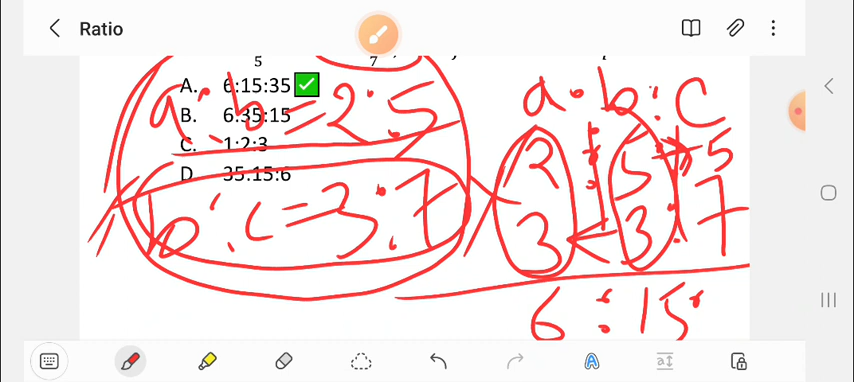 Ratio
5
7
A. 6:15:35
B. 6:35:15
C. 1:2:3
D. 35:15:6
a:b=2:5
b:c=3:7
a:b:c
2:5→5
3←3:7
6:15: